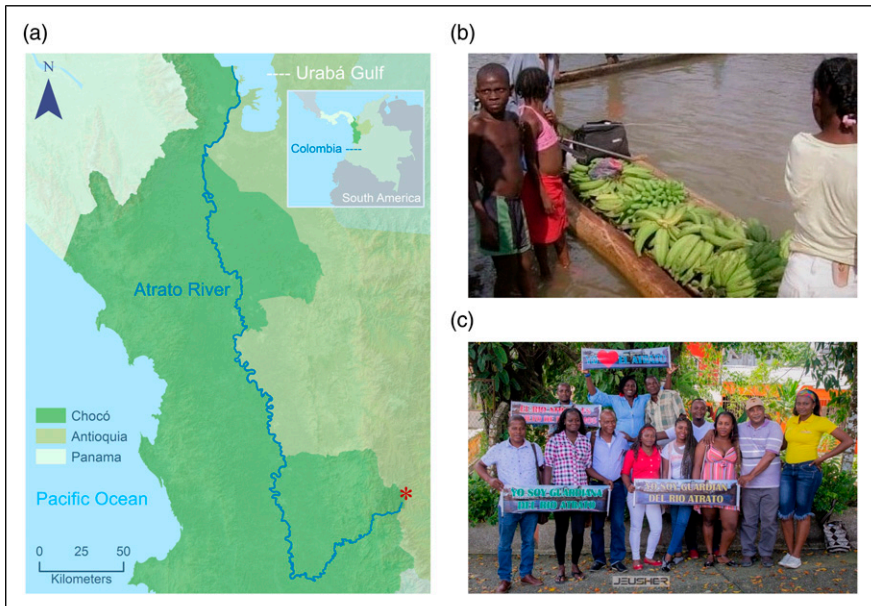 (a)
N
Urabá Gulf
Colombia
South America
Atrato River
Chocó
Antioquia
Panama
Pacific Ocean
0 25 50
Kilometers
*
(b)
(c)
EL ATRATO
YO SOY GUARDIANA
DEL RIO ATRATO
YO SOY GUARDIAN
DEL RIO ATRATO
JEUSHER